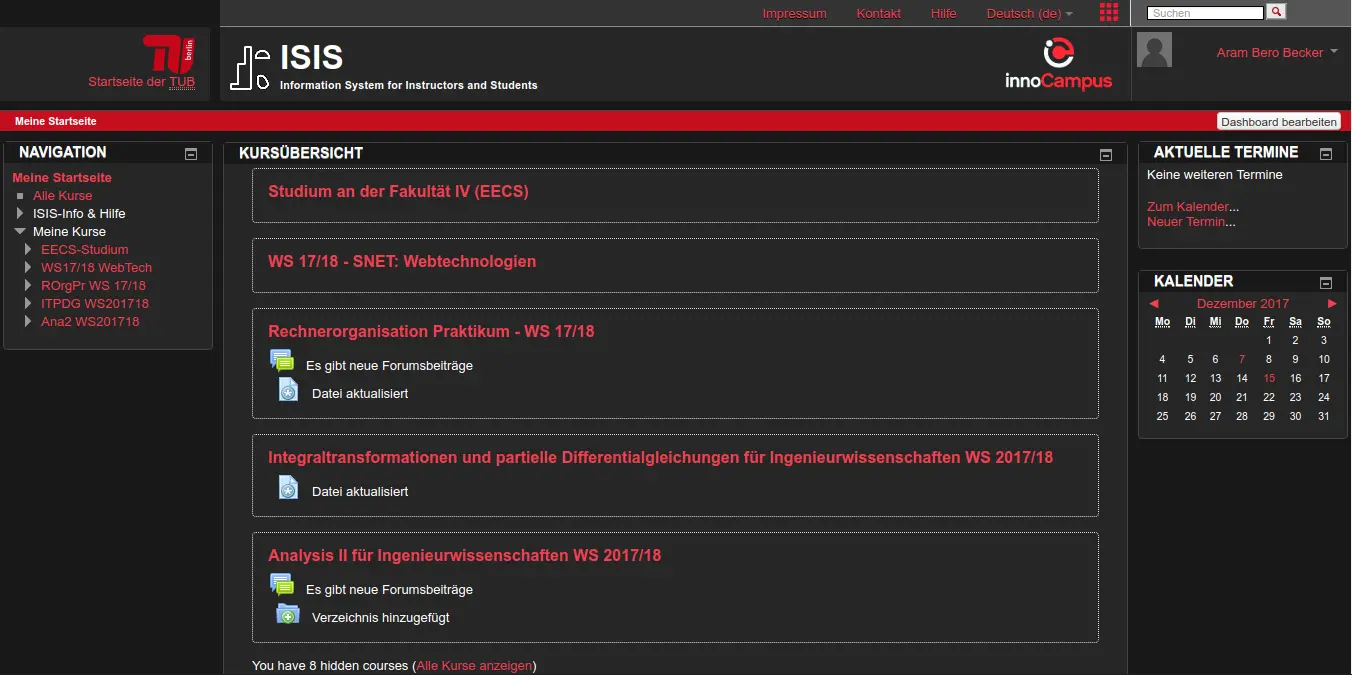 Impressum Kontakt Hilfe Deutsch (de) Suchen
berlin
Startseite der TUB
ISIS
Information System for Instructors and Students
innoCampus
Aram Bero Becker
Meine Startseite
Dashboard bearbeiten
NAVIGATION
Meine Startseite
Alle Kurse
ISIS-Info & Hilfe
Meine Kurse
EECS-Studium
WS17/18 WebTech
ROrgPr WS 17/18
ITPDG WS201718
Ana2 WS201718
KURSÜBERSICHT
Studium an der Fakultät IV (EECS)
WS 17/18 - SNET: Webtechnologien
Rechnerorganisation Praktikum - WS 17/18
Es gibt neue Forumsbeiträge
Datei aktualisiert
Integraltransformationen und partielle Differentialgleichungen für Ingenieurwissenschaften WS 2017/18
Datei aktualisiert
Analysis II für Ingenieurwissenschaften WS 2017/18
Es gibt neue Forumsbeiträge
Verzeichnis hinzugefügt
You have 8 hidden courses (Alle Kurse anzeigen)
AKTUELLE TERMINE
Keine weiteren Termine
Zum Kalender...
Neuer Termin...
KALENDER
Dezember 2017
Mo Di Mi Do Fr Sa So
1 2 3
4 5 6 7 8 9 10
11 12 13 14 15 16 17
18 19 20 21 22 23 24
25 26 27 28 29 30 31